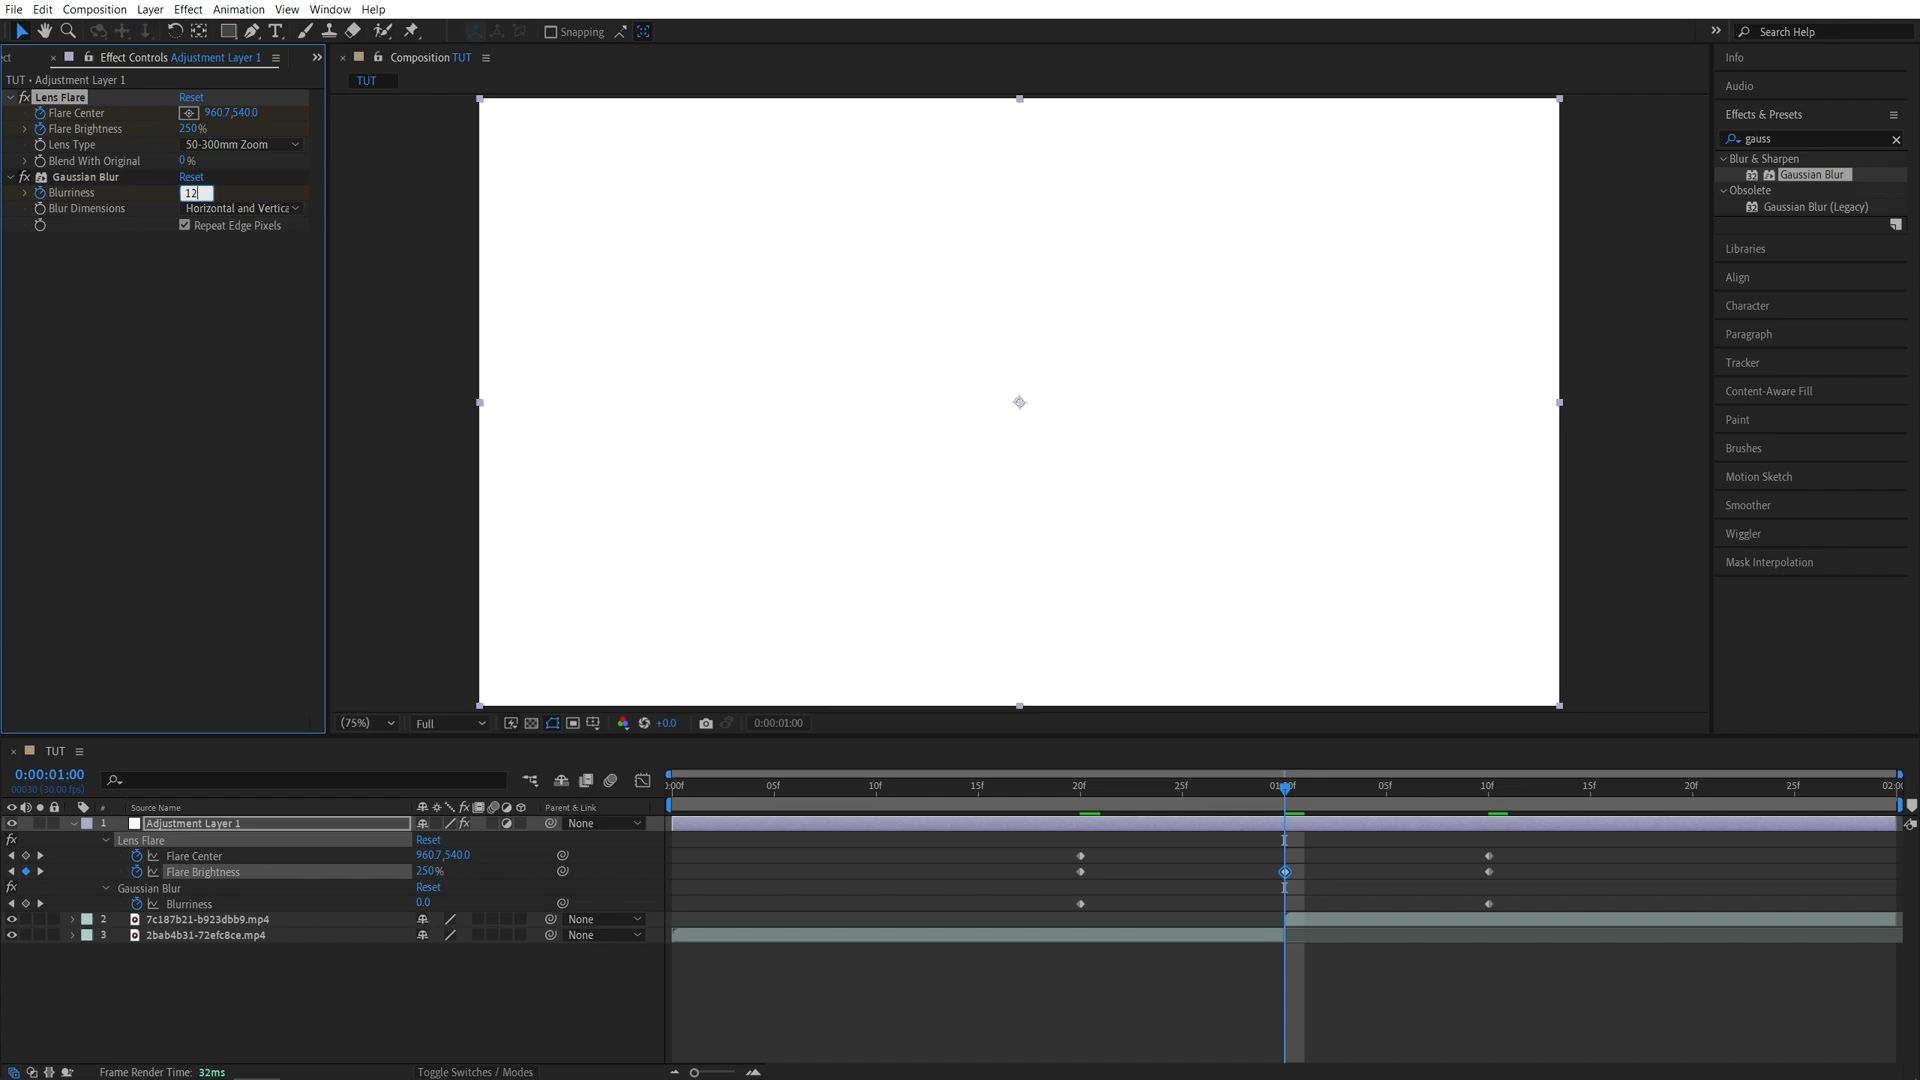 File Edit Composition Layer Effect Animation View Window Help
Snapping
Search Help
Effect Controls Adjustment Layer 1
TUT • Adjustment Layer 1
fx Lens Flare Reset
Flare Center 960.7,540.0
Flare Brightness 250 %
Lens Type 50-300mm Zoom
Blend With Original 0 %
fx Gaussian Blur Reset
Blurriness 12
Blur Dimensions Horizontal and Vertica
Repeat Edge Pixels
Composition TUT
TUT
(75%) Full +0.0 0:00:01:00
Info
Audio
Effects & Presets
gauss
Blur & Sharpen
32 Gaussian Blur
Obsolete
32 Gaussian Blur (Legacy)
Libraries
Align
Character
Paragraph
Tracker
Content-Aware Fill
Paint
Brushes
Motion Sketch
Smoother
Wiggler
Mask Interpolation
TUT
0:00:01:00
00030 (30.00 fps)
:00f 05f 10f 15f 20f 25f 01:00f 05f 10f 15f 20f 25f 02:00
# Source Name fx Parent & Link
1 Adjustment Layer 1 fx None
fx Lens Flare Reset
Flare Center 960.7,540.0
Flare Brightness 250 %
fx Gaussian Blur Reset
Blurriness 0.0
2 7c187b21-b923dbb9.mp4 None
3 2bab4b31-72efc8ce.mp4 None
Frame Render Time: 32ms
Toggle Switches / Modes